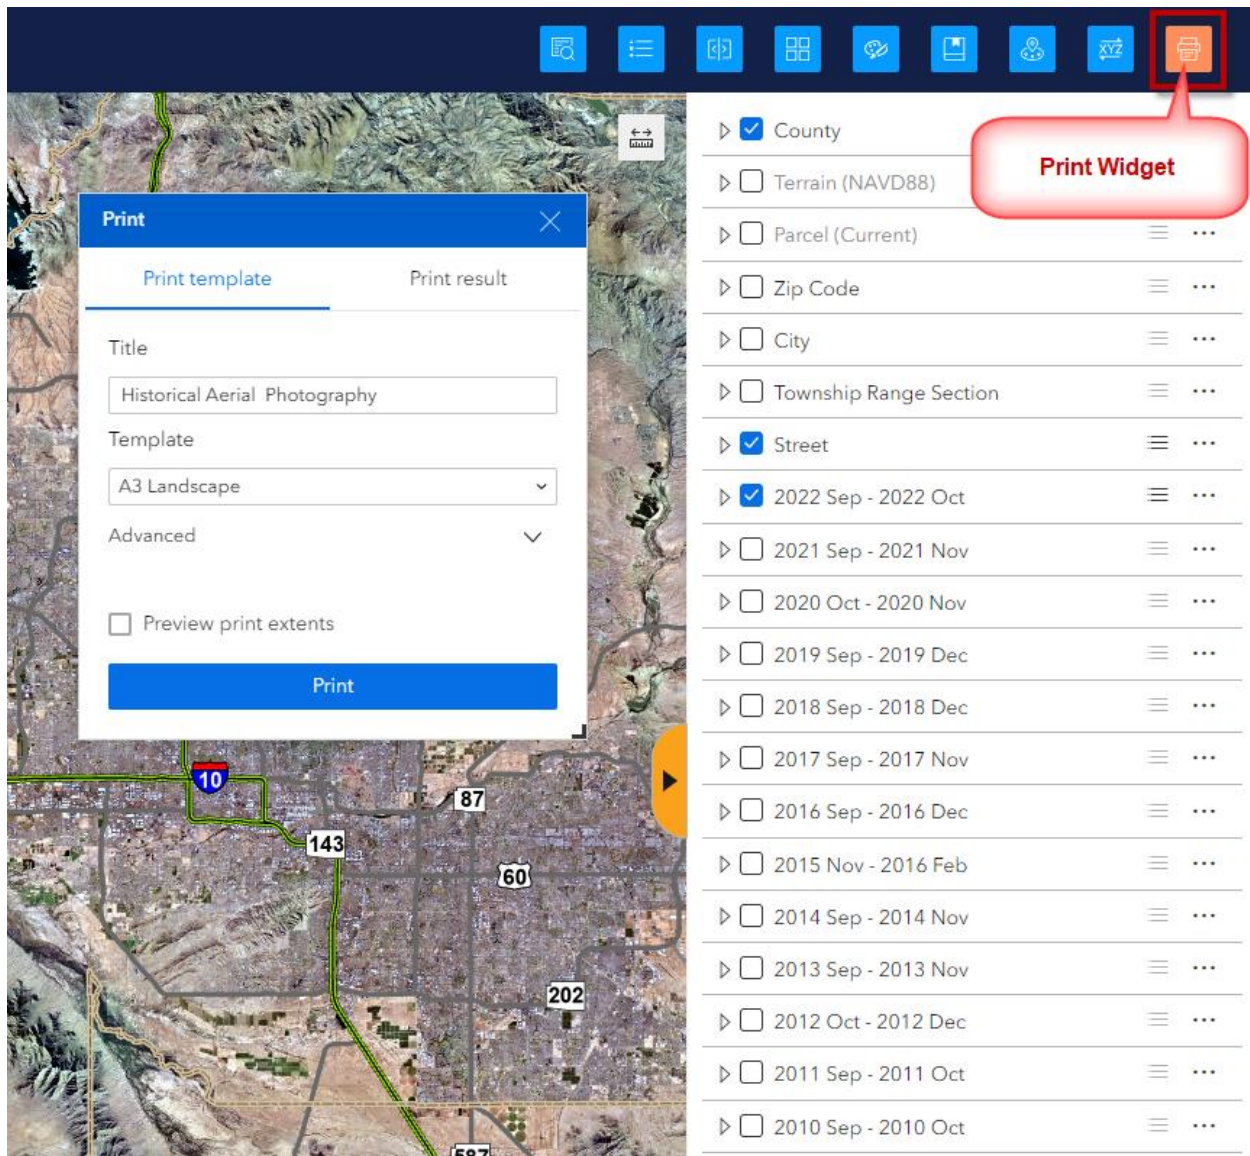 XYZ
Print Widget
County
Terrain (NAVD88)
Parcel (Current)
Zip Code
City
Township Range Section
Street
2022 Sep - 2022 Oct
2021 Sep - 2021 Nov
2020 Oct - 2020 Nov
2019 Sep - 2019 Dec
2018 Sep - 2018 Dec
2017 Sep - 2017 Nov
2016 Sep - 2016 Dec
2015 Nov - 2016 Feb
2014 Sep - 2014 Nov
2013 Sep - 2013 Nov
2012 Oct - 2012 Dec
2011 Sep - 2011 Oct
2010 Sep - 2010 Oct
Print
Print template Print result
Title
Historical Aerial  Photography
Template
A3 Landscape
Advanced
Preview print extents
Print
10
87
143
60
202
587